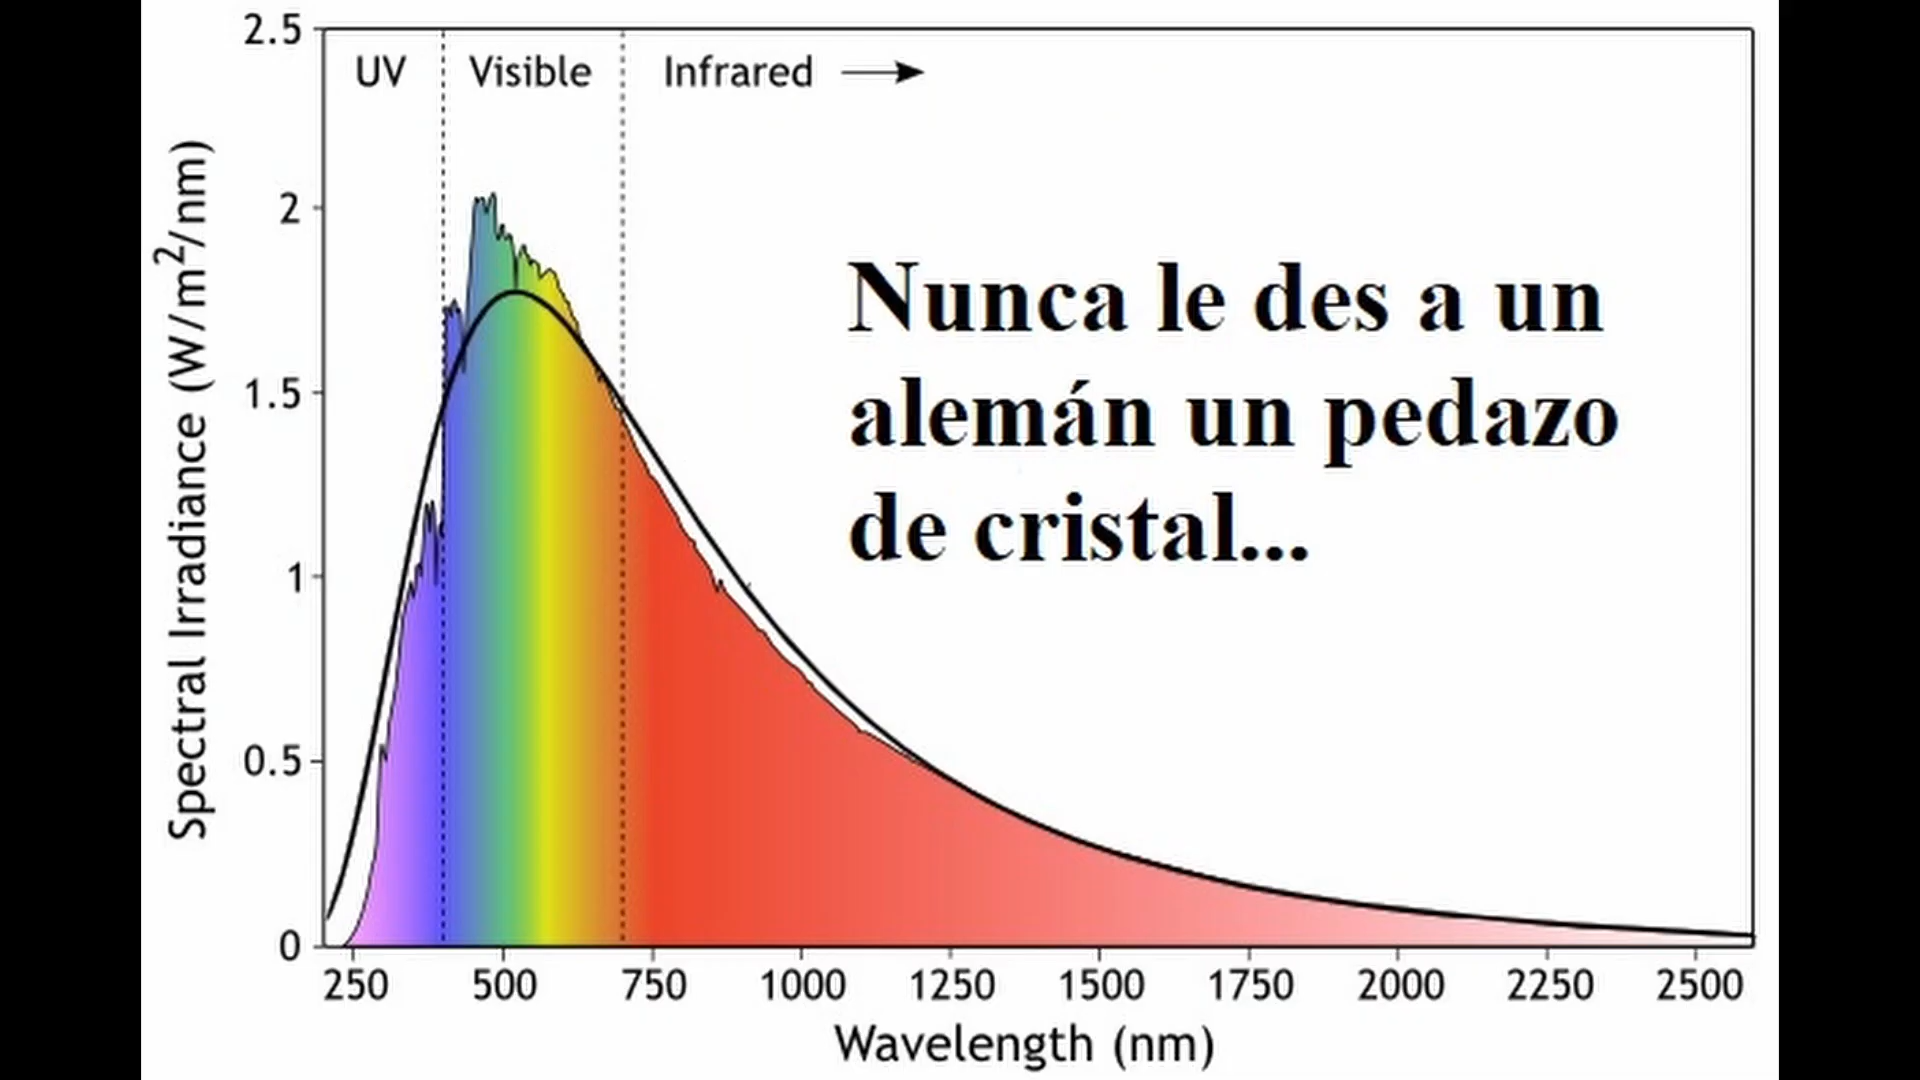 2.5
UV Visible Infrared
2
1.5
1
0.5
0
Spectral Irradiance (W/m²/nm)
Nunca le des a un
alemán un pedazo
de cristal...
250 500 750 1000 1250 1500 1750 2000 2250 2500
Wavelength (nm)